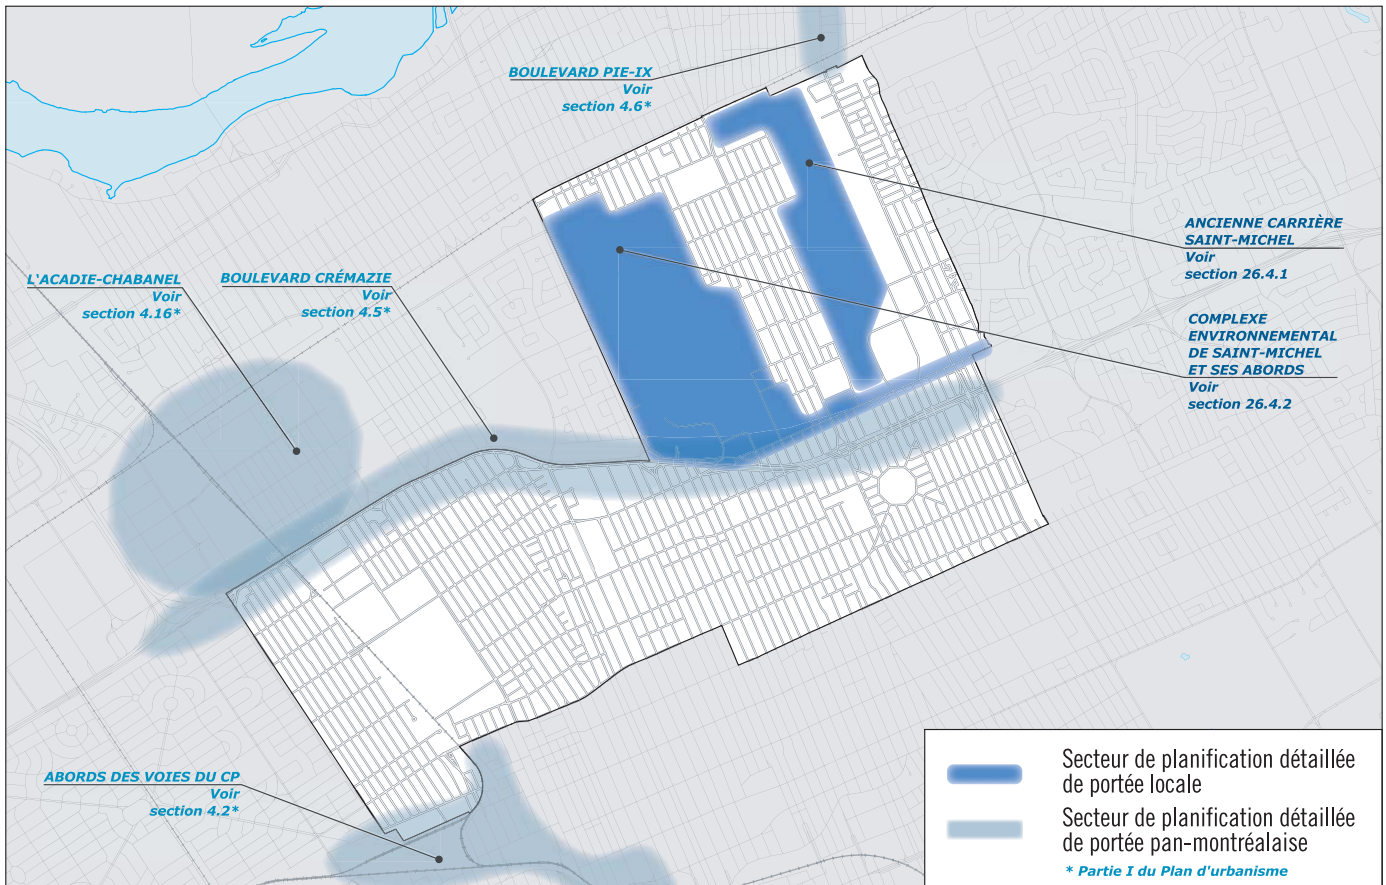 BOULEVARD PIE-IX
Voir
section 4.6*
ANCIENNE CARRIÈRE
SAINT-MICHEL
Voir
section 26.4.1
L'ACADIE-CHABANEL
Voir
section 4.16*
BOULEVARD CRÉMAZIE
Voir
section 4.5*
COMPLEXE
ENVIRONNEMENTAL
DE SAINT-MICHEL
ET SES ABORDS
Voir
section 26.4.2
ABORDS DES VOIES DU CP
Voir
section 4.2*
Secteur de planification détaillée
de portée locale
Secteur de planification détaillée
de portée pan-montréalaise
* Partie I du Plan d'urbanisme